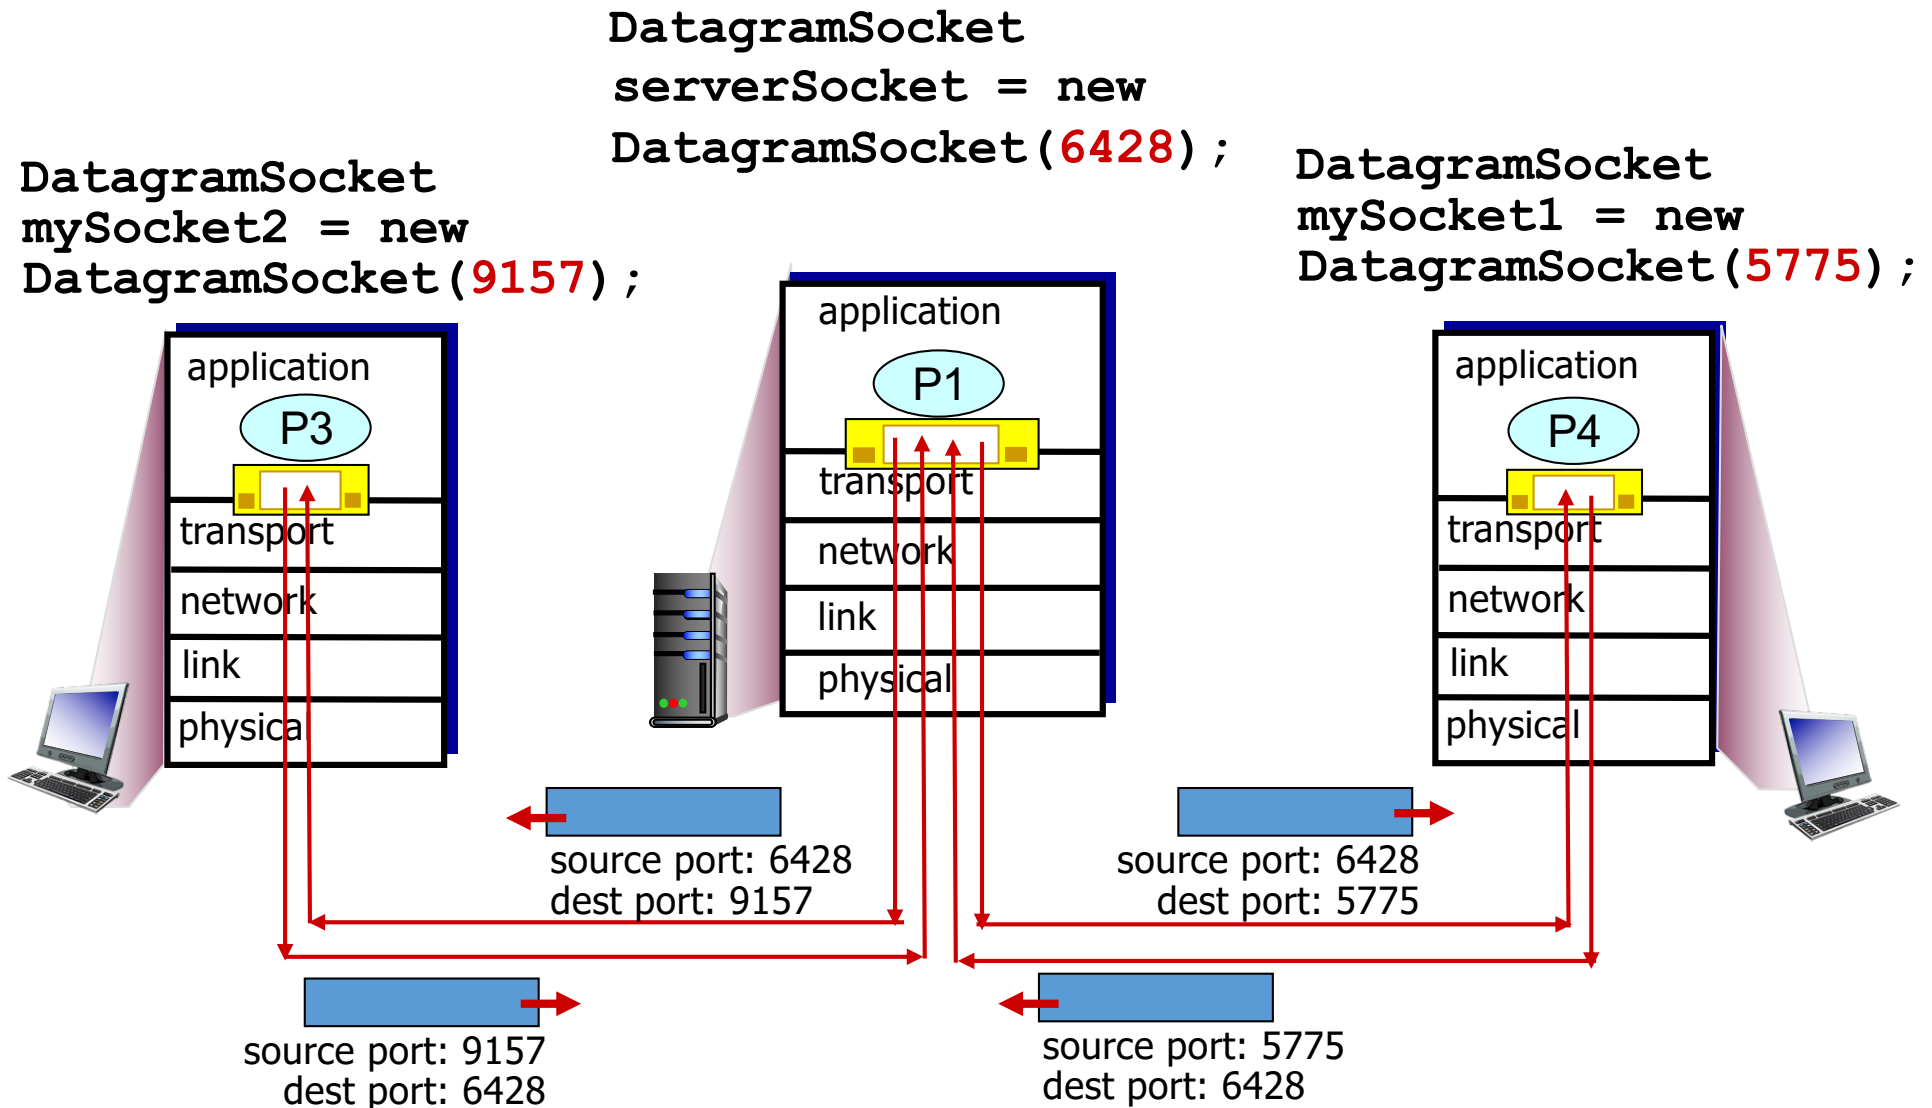 DatagramSocket
serverSocket = new
DatagramSocket(6428);
DatagramSocket
mySocket2 = new
DatagramSocket(9157);
DatagramSocket
mySocket1 = new
DatagramSocket(5775);
application
P3
transport
network
link
physical
application
P1
transport
network
link
physical
application
P4
transport
network
link
physical
source port: 6428
dest port: 9157
source port: 6428
dest port: 5775
source port: 9157
dest port: 6428
source port: 5775
dest port: 6428